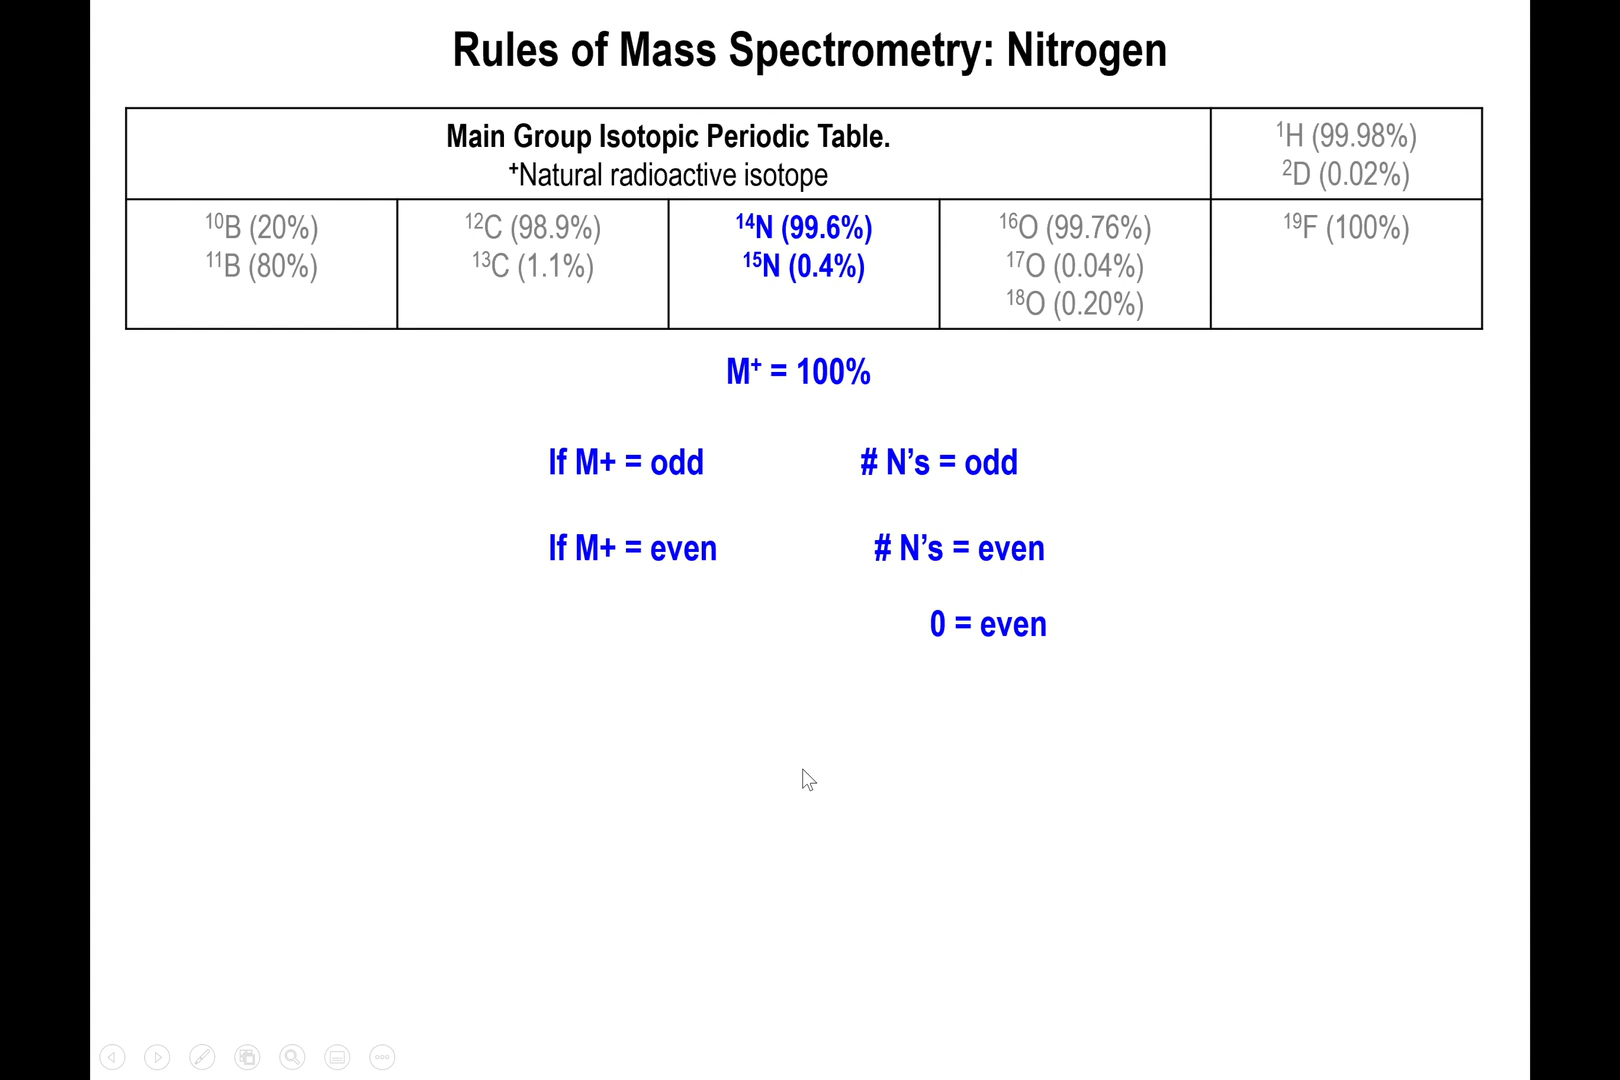 Rules of Mass Spectrometry: Nitrogen
Main Group Isotopic Periodic Table.
⁺Natural radioactive isotope
¹H (99.98%)
²D (0.02%)
¹⁰B (20%)
¹¹B (80%)
¹²C (98.9%)
¹³C (1.1%)
¹⁴N (99.6%)
¹⁵N (0.4%)
¹⁶O (99.76%)
¹⁷O (0.04%)
¹⁸O (0.20%)
¹⁹F (100%)
M⁺ = 100%
If M+ = odd # N’s = odd
If M+ = even # N’s = even
0 = even